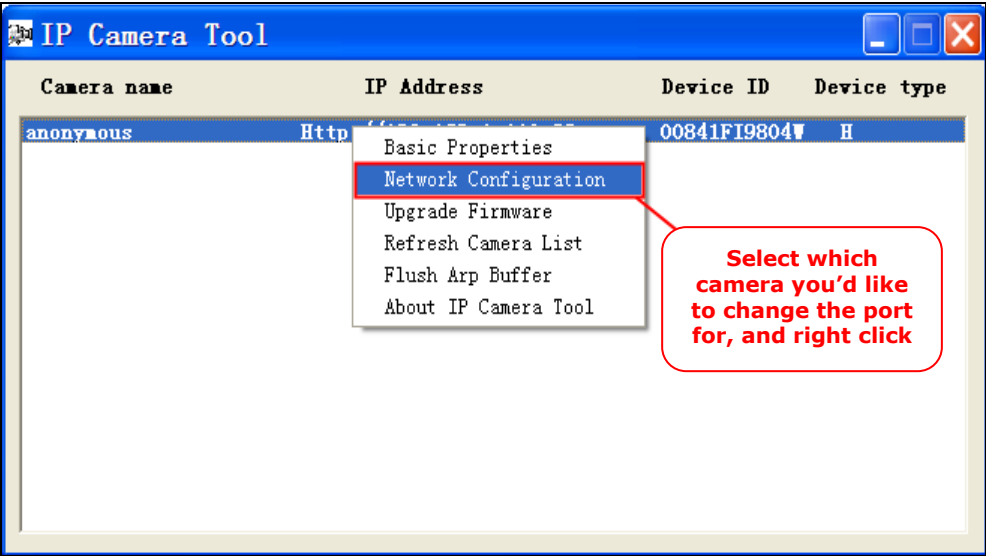 IP Camera Tool
Camera name IP Address Device ID Device type
anonymous Http 00841FI9804W H
Basic Properties
Network Configuration
Upgrade Firmware
Refresh Camera List
Flush Arp Buffer
About IP Camera Tool
Select which
camera you’d like
to change the port
for, and right click